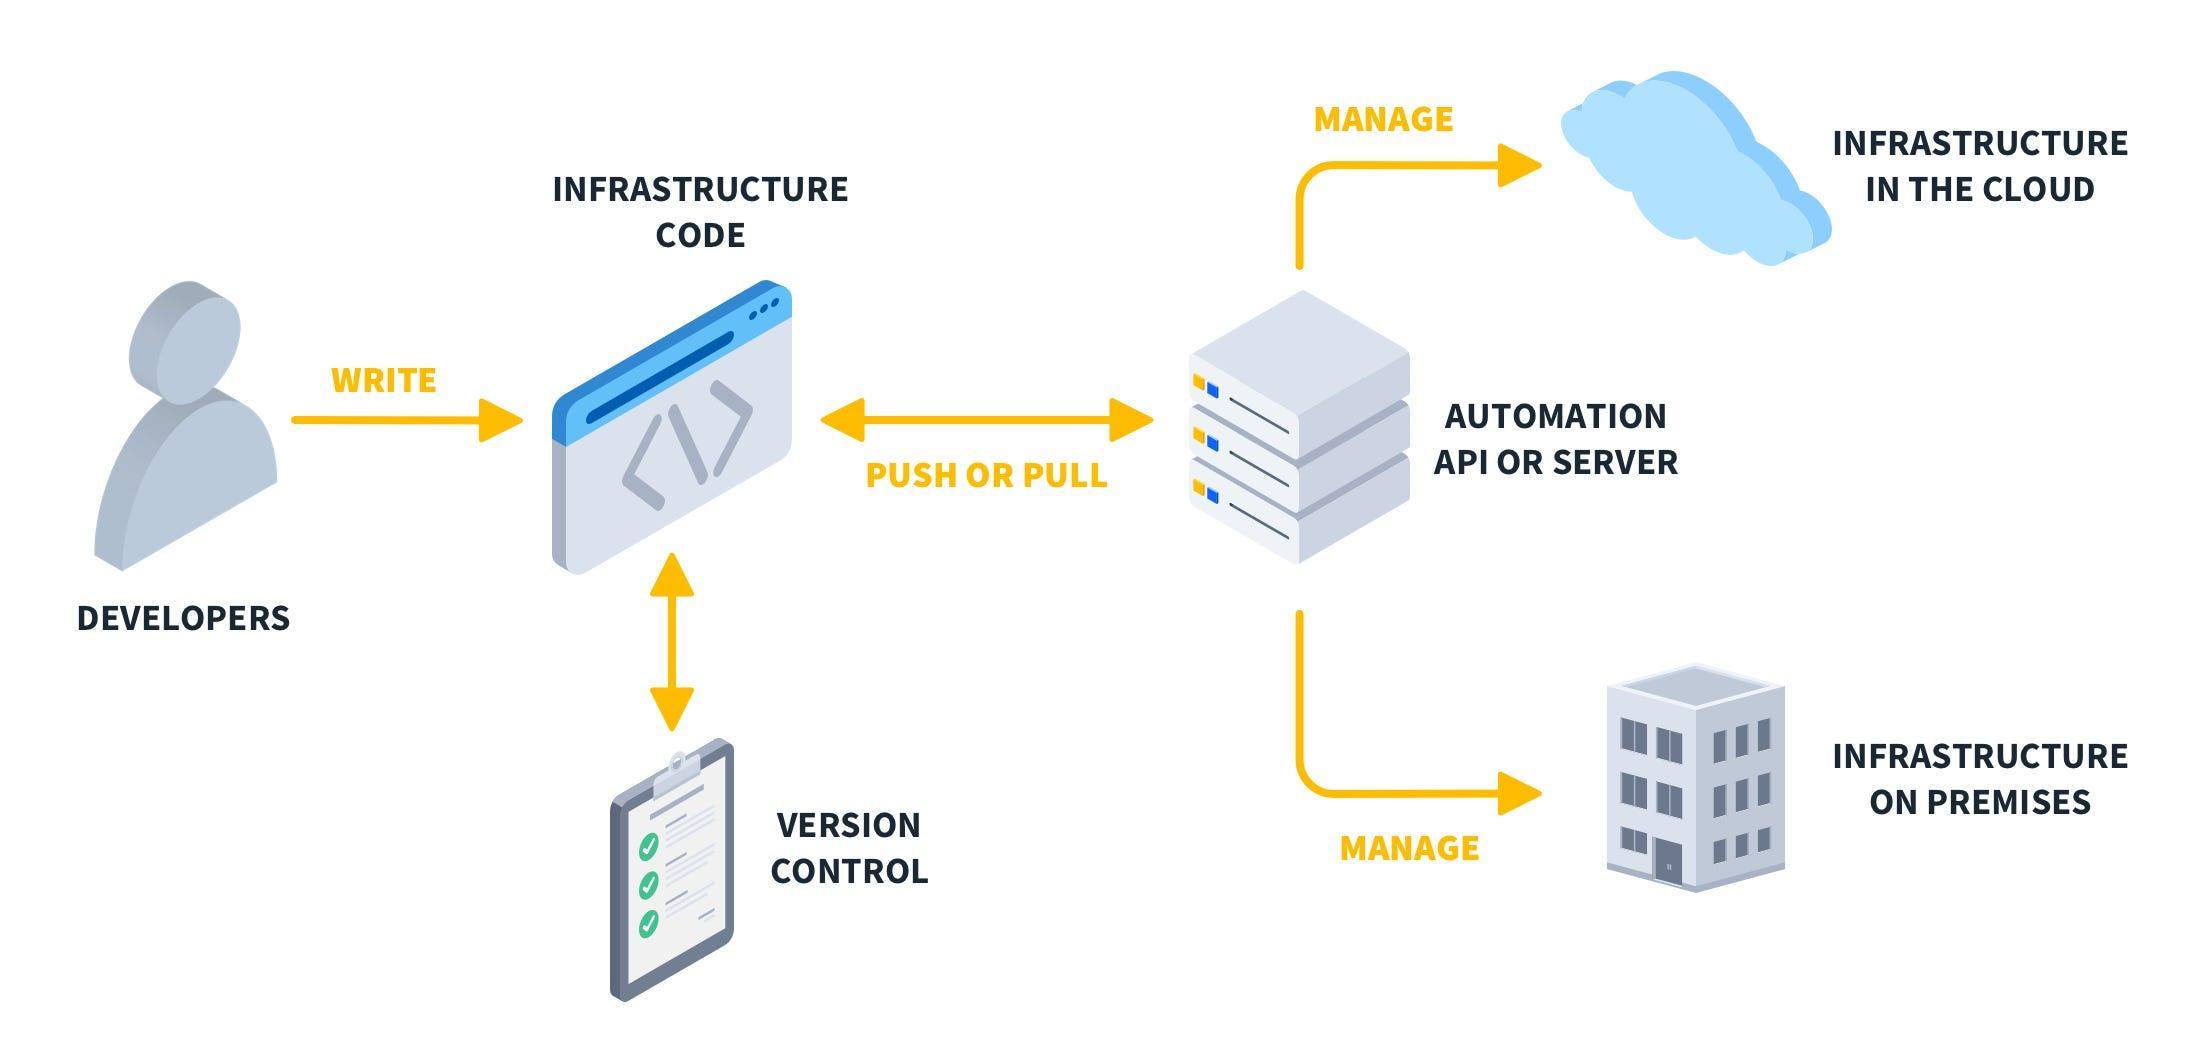 MANAGE
INFRASTRUCTURE
IN THE CLOUD
INFRASTRUCTURE
CODE
WRITE
PUSH OR PULL
AUTOMATION
API OR SERVER
DEVELOPERS
VERSION
CONTROL
MANAGE
INFRASTRUCTURE
ON PREMISES